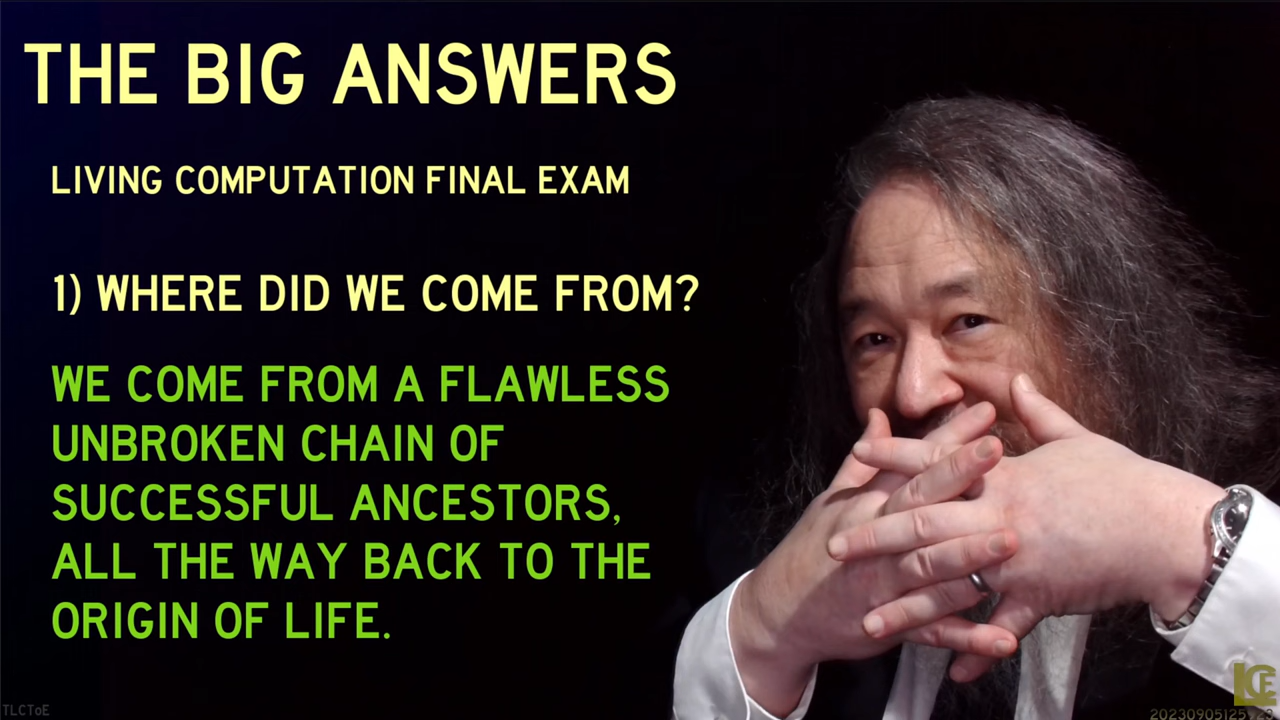 THE BIG ANSWERS
LIVING COMPUTATION FINAL EXAM
1) WHERE DID WE COME FROM?
WE COME FROM A FLAWLESS
UNBROKEN CHAIN OF
SUCCESSFUL ANCESTORS,
ALL THE WAY BACK TO THE
ORIGIN OF LIFE.
TLCToE